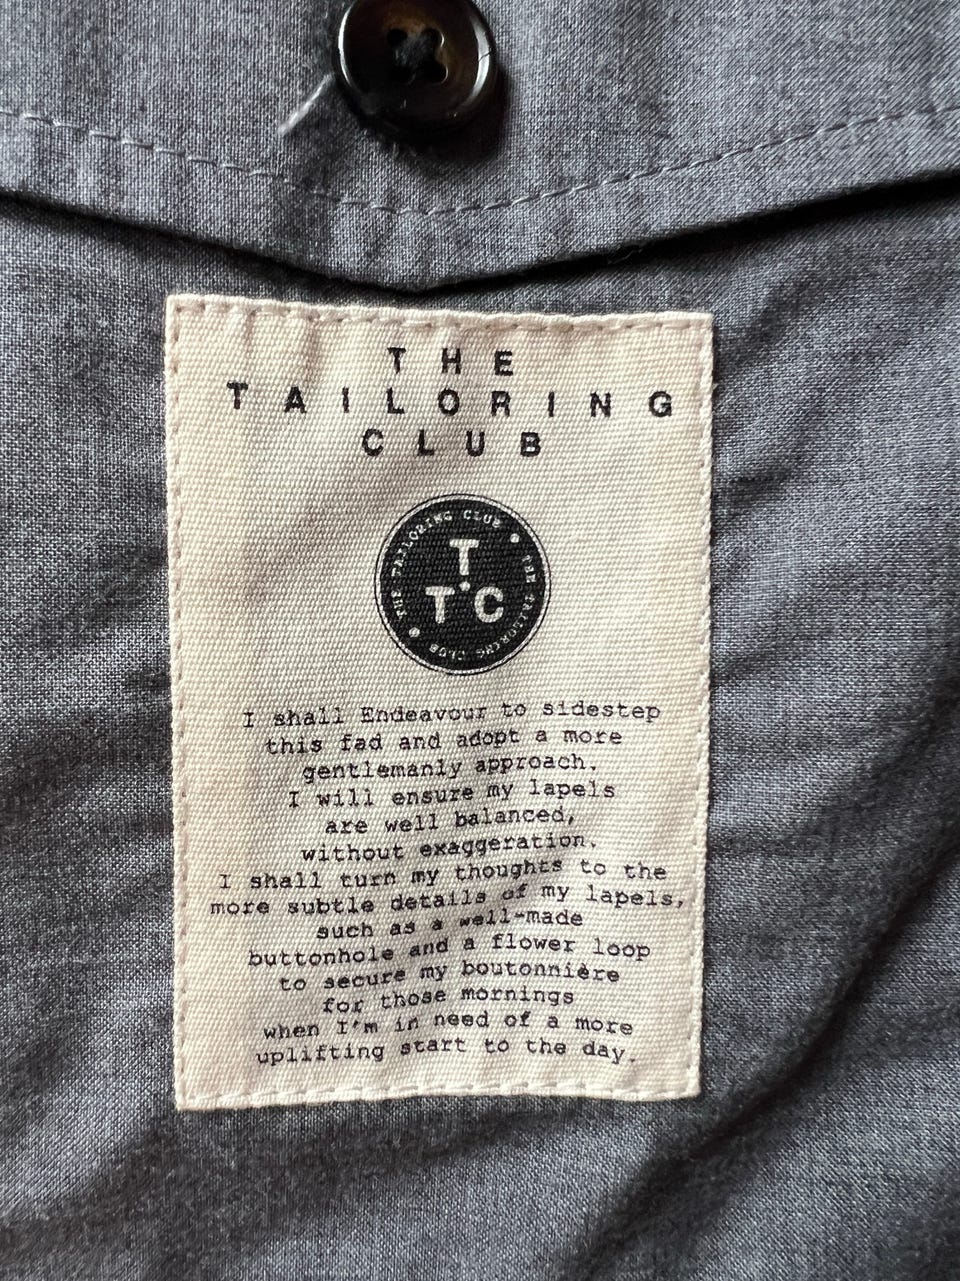 THE
TAILORING
CLUB
THE TAILORING CLUB
THE TAILORING CLUB
T
T C
I shall Endeavour to sidestep
this fad and adopt a more
gentlemanly approach.
I will ensure my lapels
are well balanced,
without exaggeration.
I shall turn my thoughts to the
more subtle details of my lapels,
such as a well-made
buttonhole and a flower loop
to secure my boutonnière
for those mornings
when I'm in need of a more
uplifting start to the day.